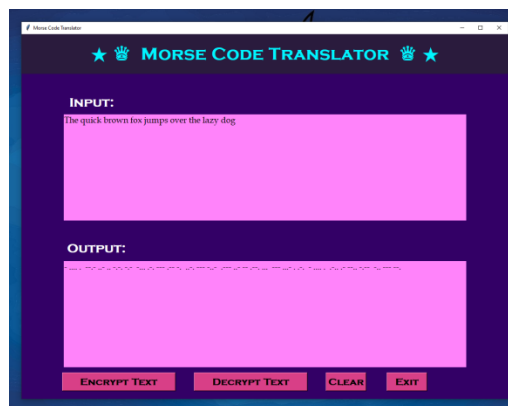 Morse Code Translator
★ ♛ MORSE CODE TRANSLATOR ♛ ★
INPUT:
The quick brown fox jumps over the lazy dog
OUTPUT:
ENCRYPT TEXT DECRYPT TEXT CLEAR EXIT